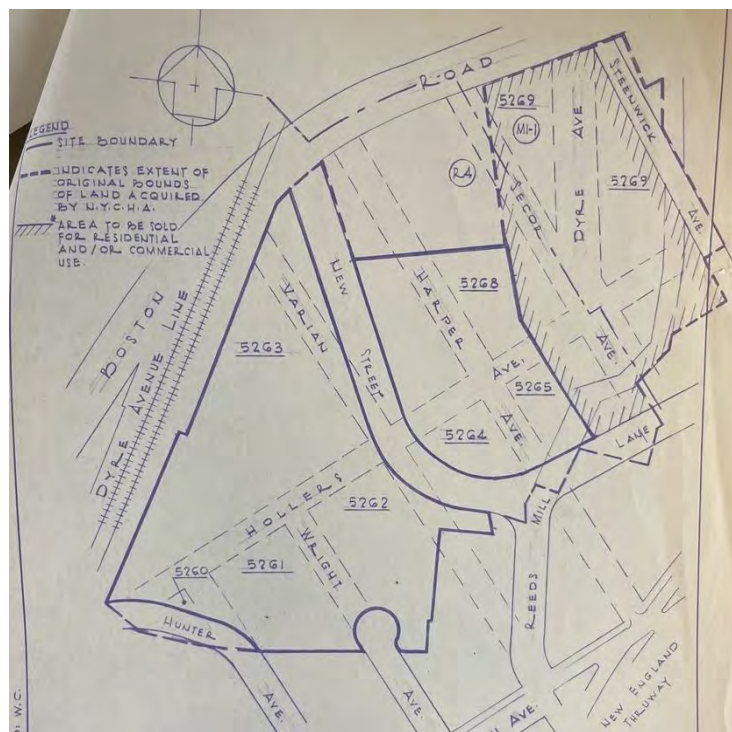 LEGEND
SITE BOUNDARY
INDICATES EXTENT OF
ORIGINAL BOUNDS
OF LAND ACQUIRED
BY N.Y.C.H.A.
* AREA TO BE SOLD
FOR RESIDENTIAL
AND/OR COMMERCIAL
USE.
ROAD
BOSTON
DYRE AVENUE LINE
STEENWICK
AVE.
5269
M1-1
DYRE AVE
5269
R4
SECOR
AVE.
NEW
STREET
HARPER
AVE.
5268
VARIAN
5263
AVE.
5265
5264
LANE
MILL
REEDS
HOLLERS
5262
WRIGHT
AVE.
5261
5260
HUNTER
AVE.
AVE.
NEW ENGLAND
THRUWAY
: W.C.